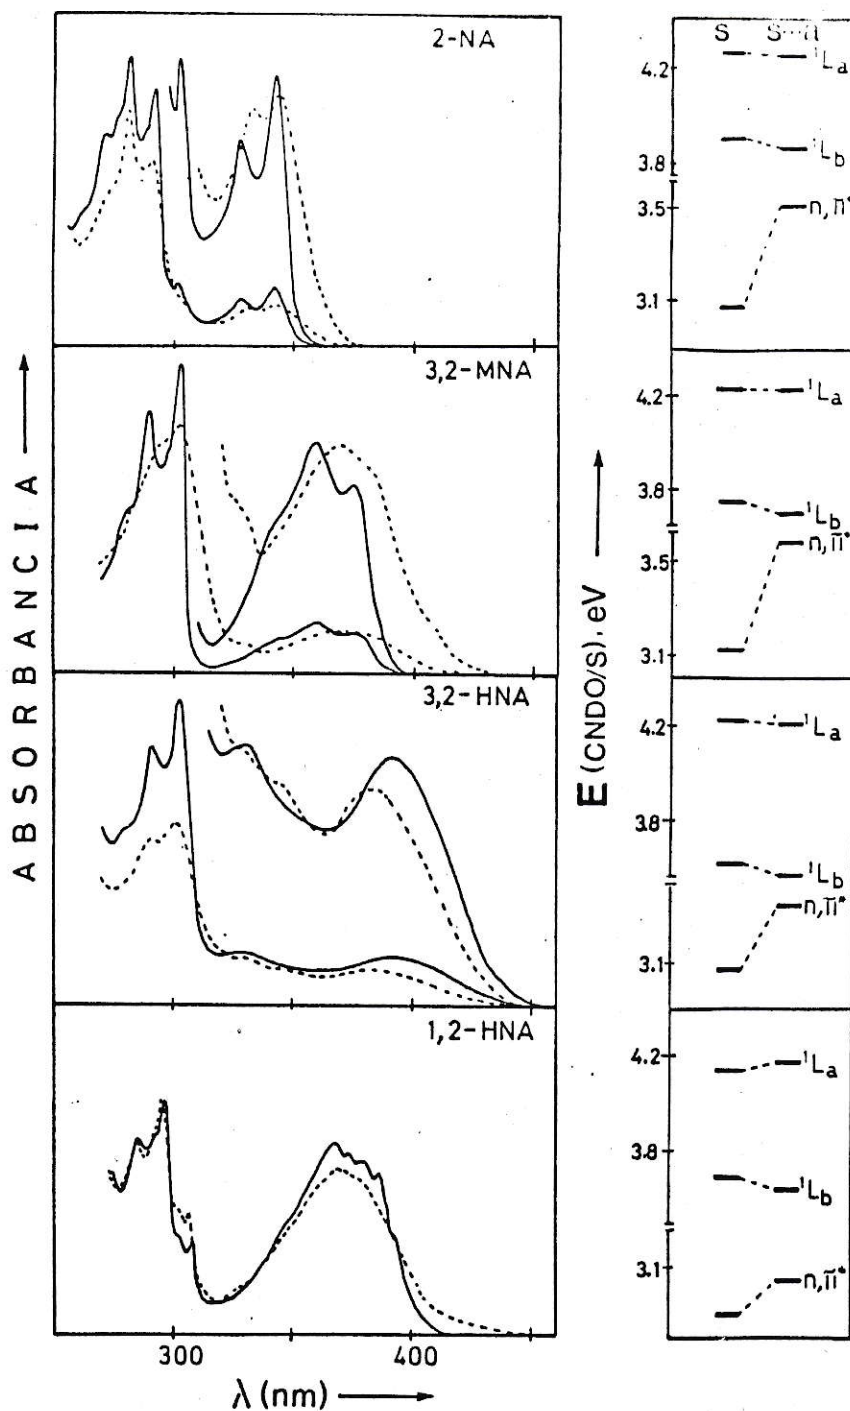 2-NA
S S···a
¹La
4.2
¹Lb
3.8
n,π*
3.5
3.1
3,2-MNA
¹La
4.2
3.8
¹Lb
n,π*
3.5
3.1
3,2-HNA
¹La
4.2
3.8
¹Lb
n,π*
3.1
1,2-HNA
¹La
4.2
3.8
¹Lb
n,π*
3.1
ABSORBANCIA
E (CNDO/S), eV
300 400
λ (nm)